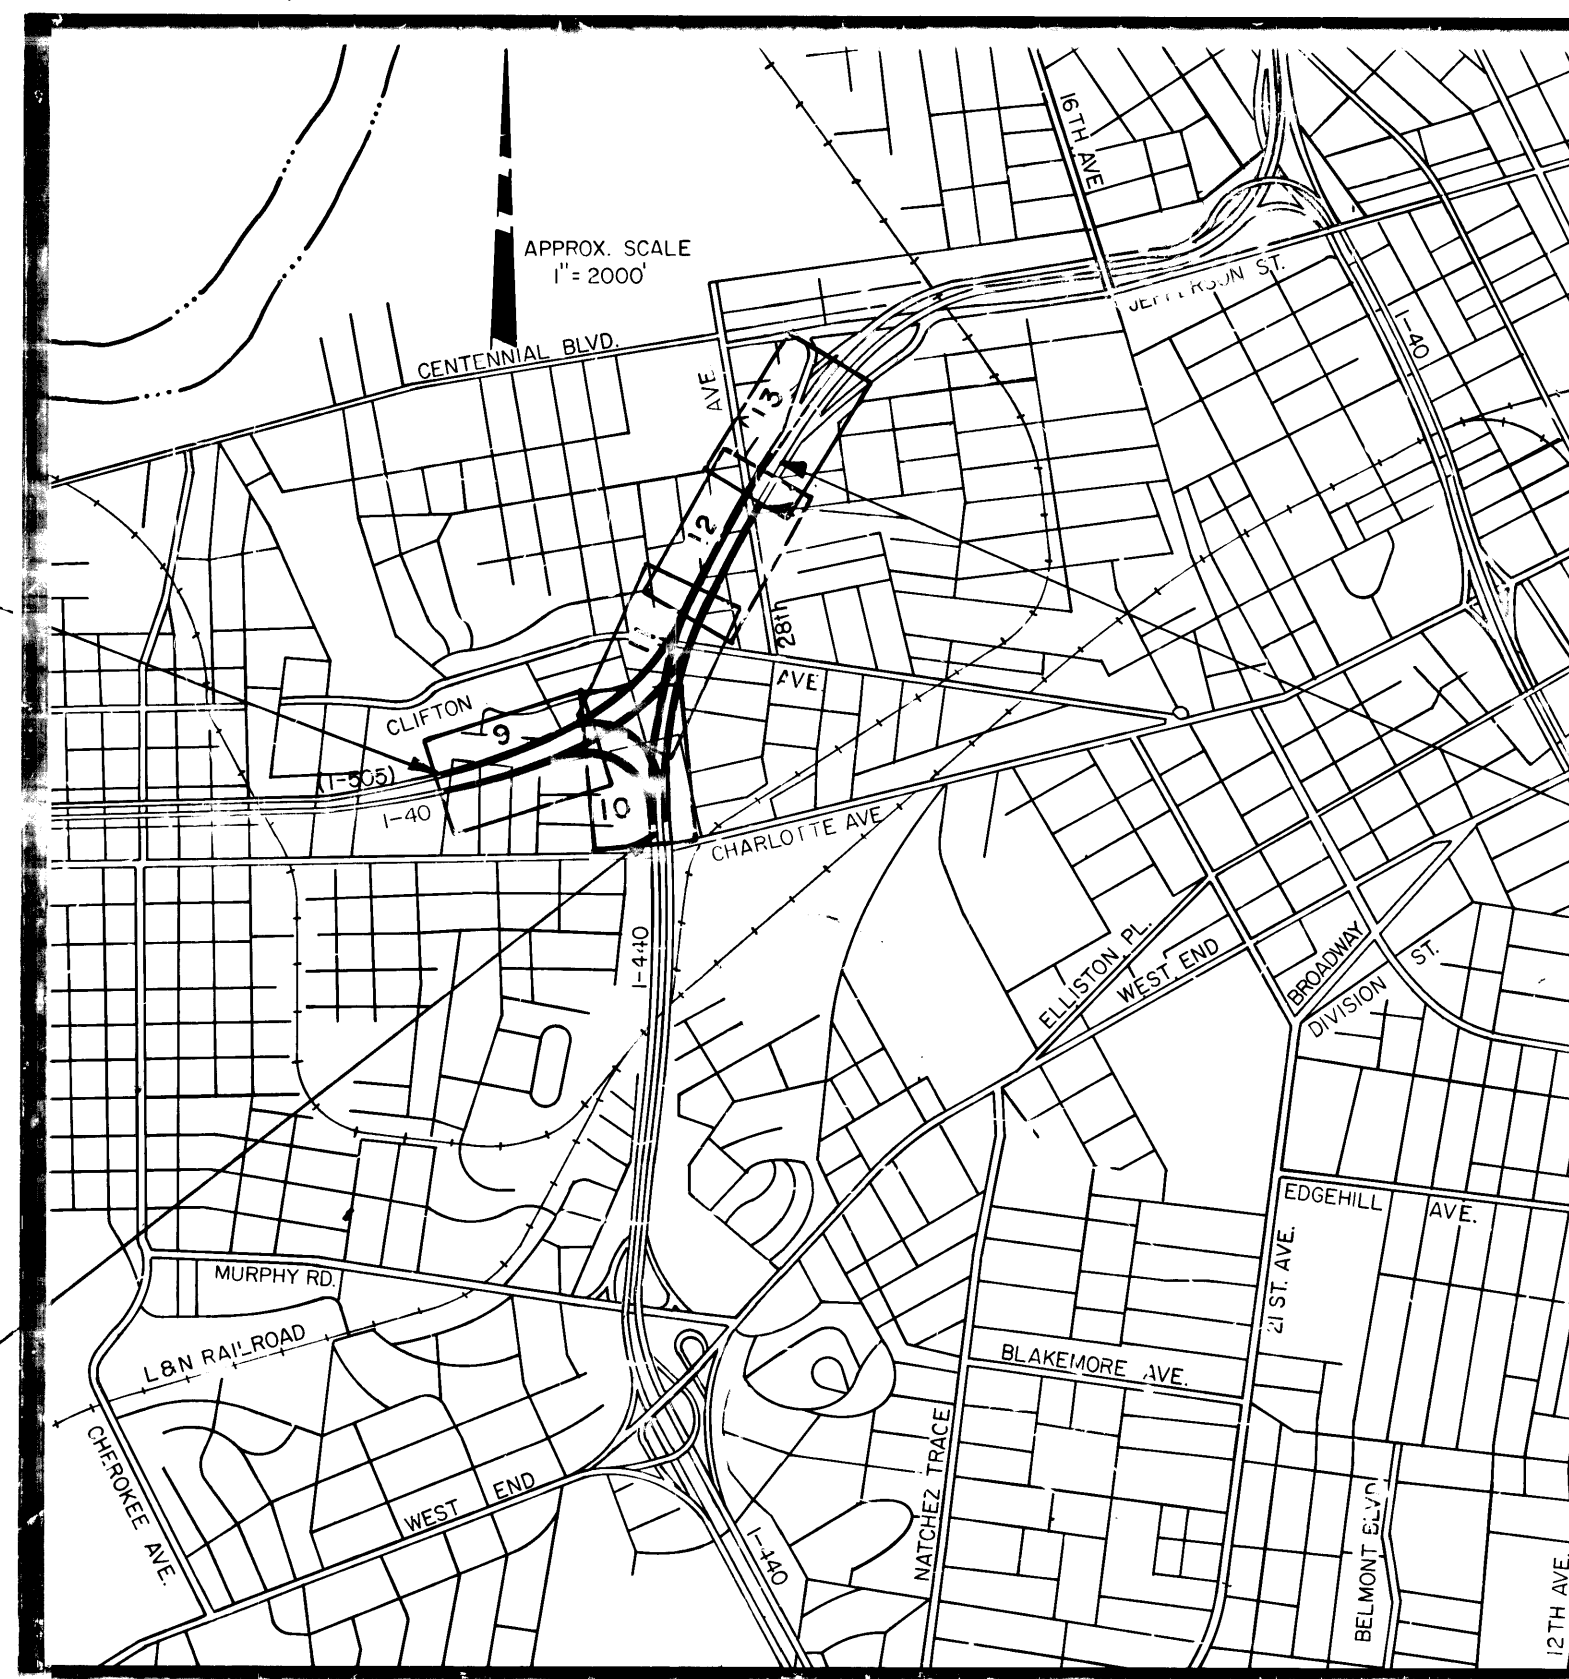 16TH AVE
APPROX. SCALE
1"=2000'
JEFFERSON ST.
I-40
CENTENNIAL BLVD.
AVE
13
12
28th
11
AVE.
CLIFTON
9
(I-505)
I-40
10
CHARLOTTE AVE
I-440
ELLISTON PL.
WEST END
BROADWAY
DIVISION ST.
EDGEHILL AVE.
21 ST. AVE.
MURPHY RD.
L&N RAILROAD
BLAKEMORE AVE.
CHEROKEE AVE.
WEST END
NATCHEZ TRACE
I-440
BELMONT BLVD
12TH AVE.